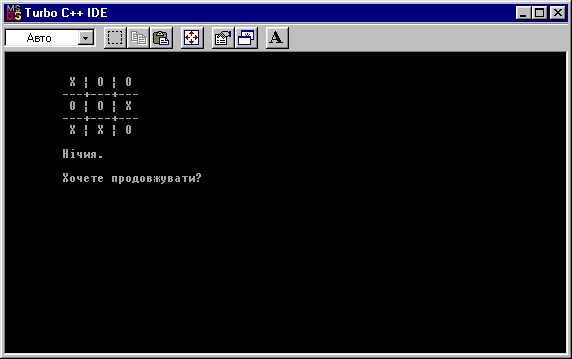 Turbo C++ IDE
Авто
A
X ¦ O ¦ O
---+---+---
O ¦ O ¦ X
---+---+---
X ¦ X ¦ O
Нічия.
Хочете продовжувати?